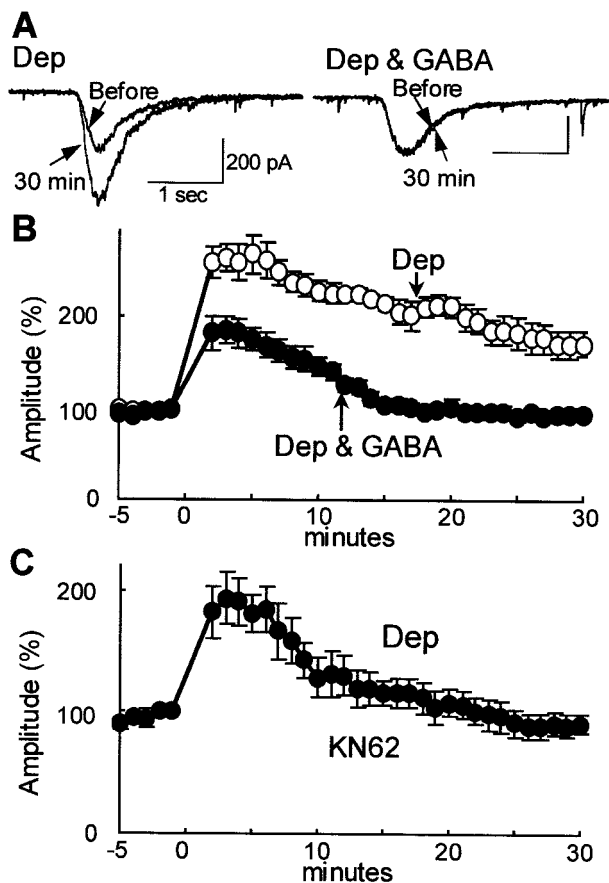 A
Dep
Dep & GABA
Before
Before
30 min
200 pA
1 sec
30 min
B
Amplitude (%)
200
100
0
Dep
Dep & GABA
-5
0
10
20
30
minutes
C
Amplitude (%)
200
100
0
Dep
KN62
-5
0
10
20
30
minutes